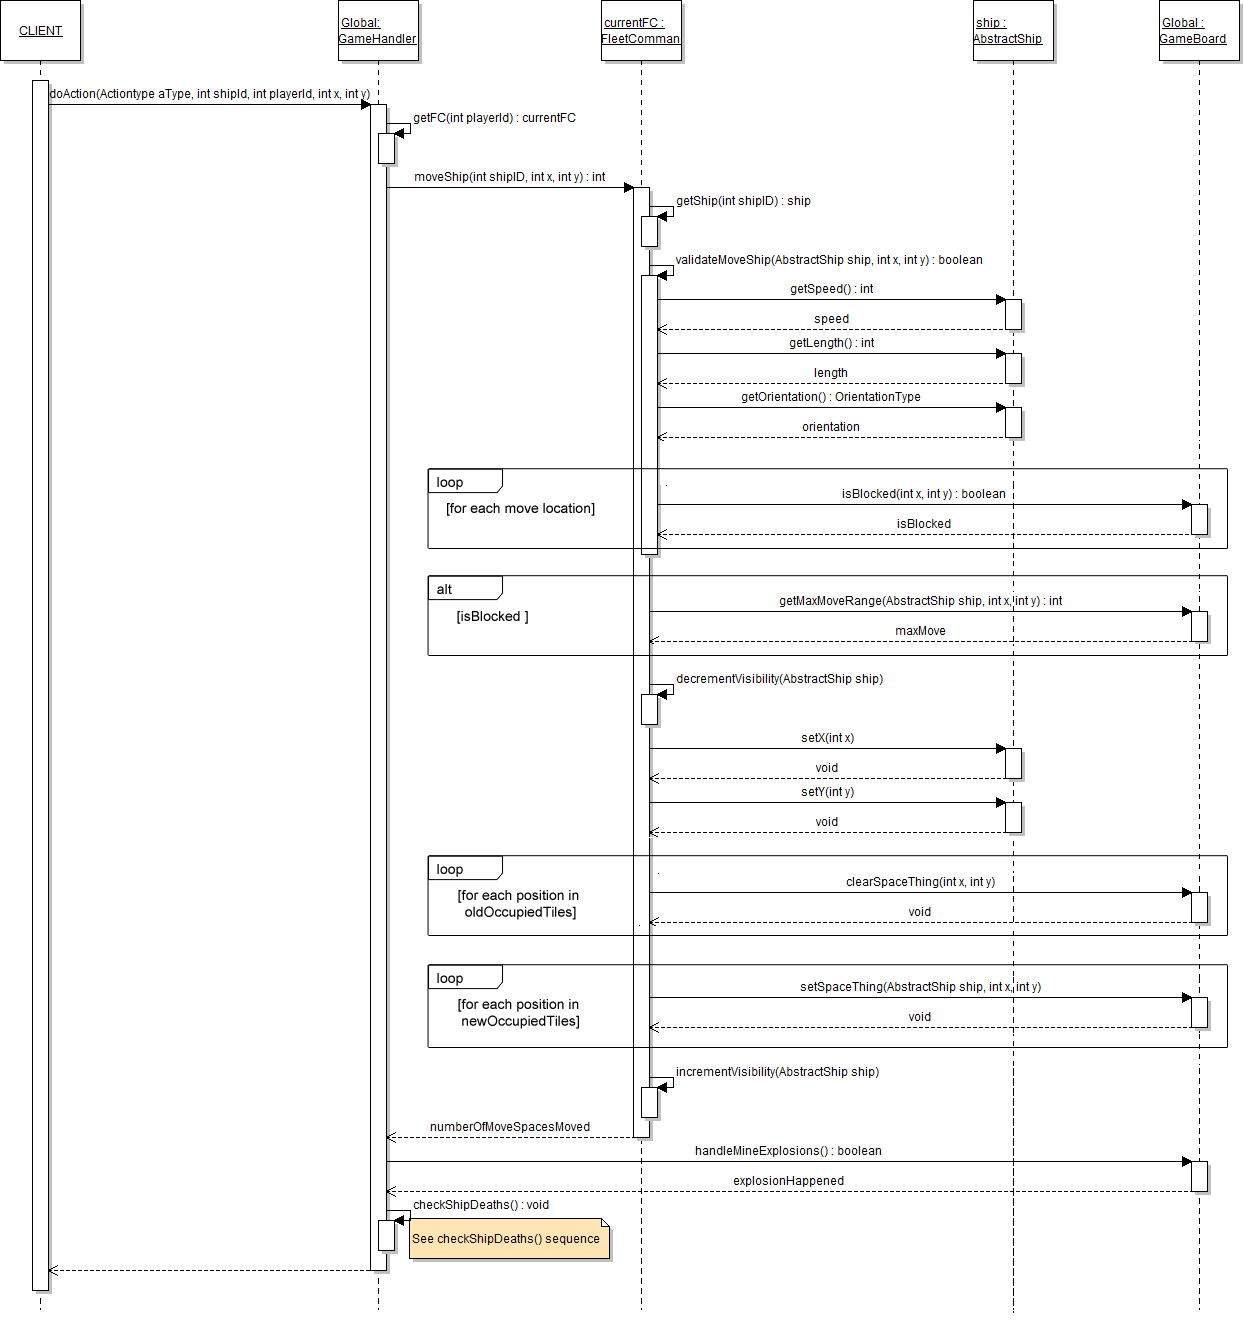 CLIENT
Global:
GameHandler
currentFC :
FleetComman
ship :
AbstractShip
Global :
GameBoard
doAction(Actiontype aType, int shipId, int playerId, int x, int y)
getFC(int playerId) : currentFC
moveShip(int shipID, int x, int y) : int
getShip(int shipID) : ship
validateMoveShip(AbstractShip ship, int x, int y) : boolean
getSpeed() : int
speed
getLength() : int
length
getOrientation() : OrientationType
orientation
loop
isBlocked(int x, int y) : boolean
[for each move location]
isBlocked
alt
getMaxMoveRange(AbstractShip ship, int x, int y) : int
[isBlocked ]
maxMove
decrementVisibility(AbstractShip ship)
setX(int x)
void
setY(int y)
void
loop
clearSpaceThing(int x, int y)
[for each position in
oldOccupiedTiles]
void
loop
setSpaceThing(AbstractShip ship, int x, int y)
[for each position in
newOccupiedTiles]
void
incrementVisibility(AbstractShip ship)
numberOfMoveSpacesMoved
handleMineExplosions() : boolean
explosionHappened
checkShipDeaths() : void
See checkShipDeaths() sequence